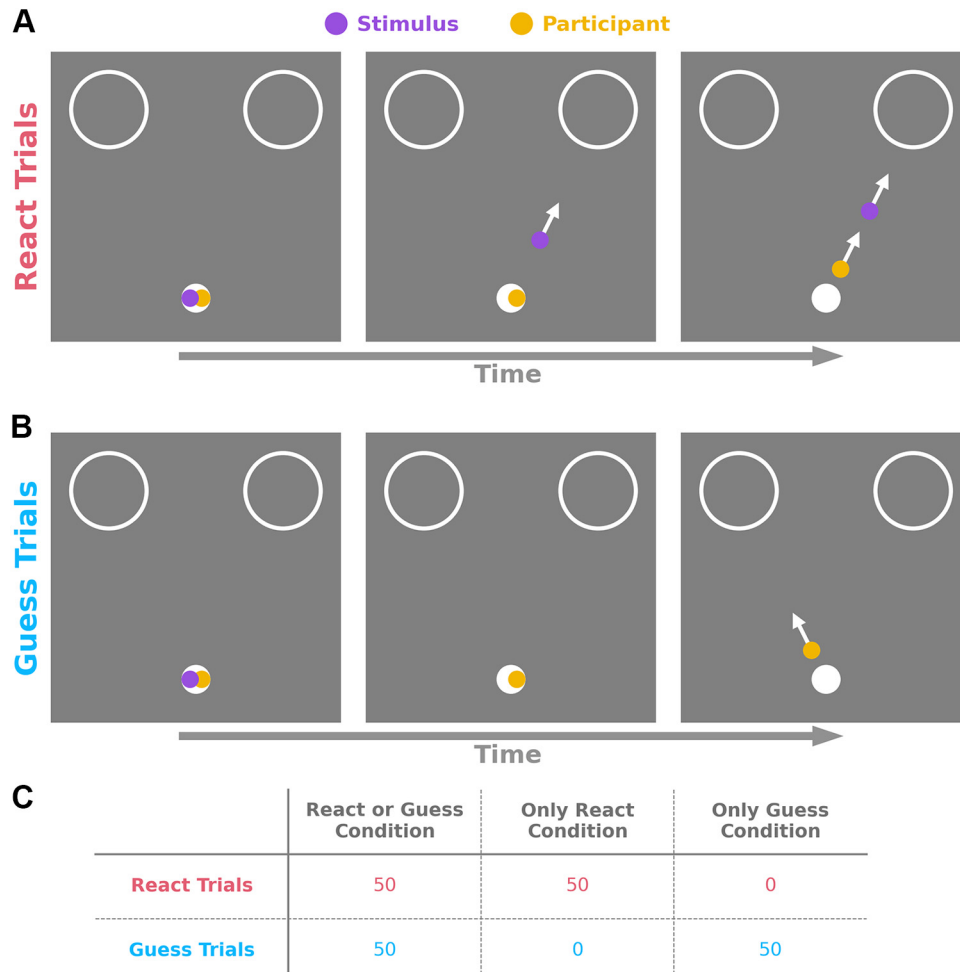 A
Stimulus Participant
React Trials
Time
B
Guess Trials
Time
C
React or Guess Condition Only React Condition Only Guess Condition
React Trials 50 50 0
Guess Trials 50 0 50